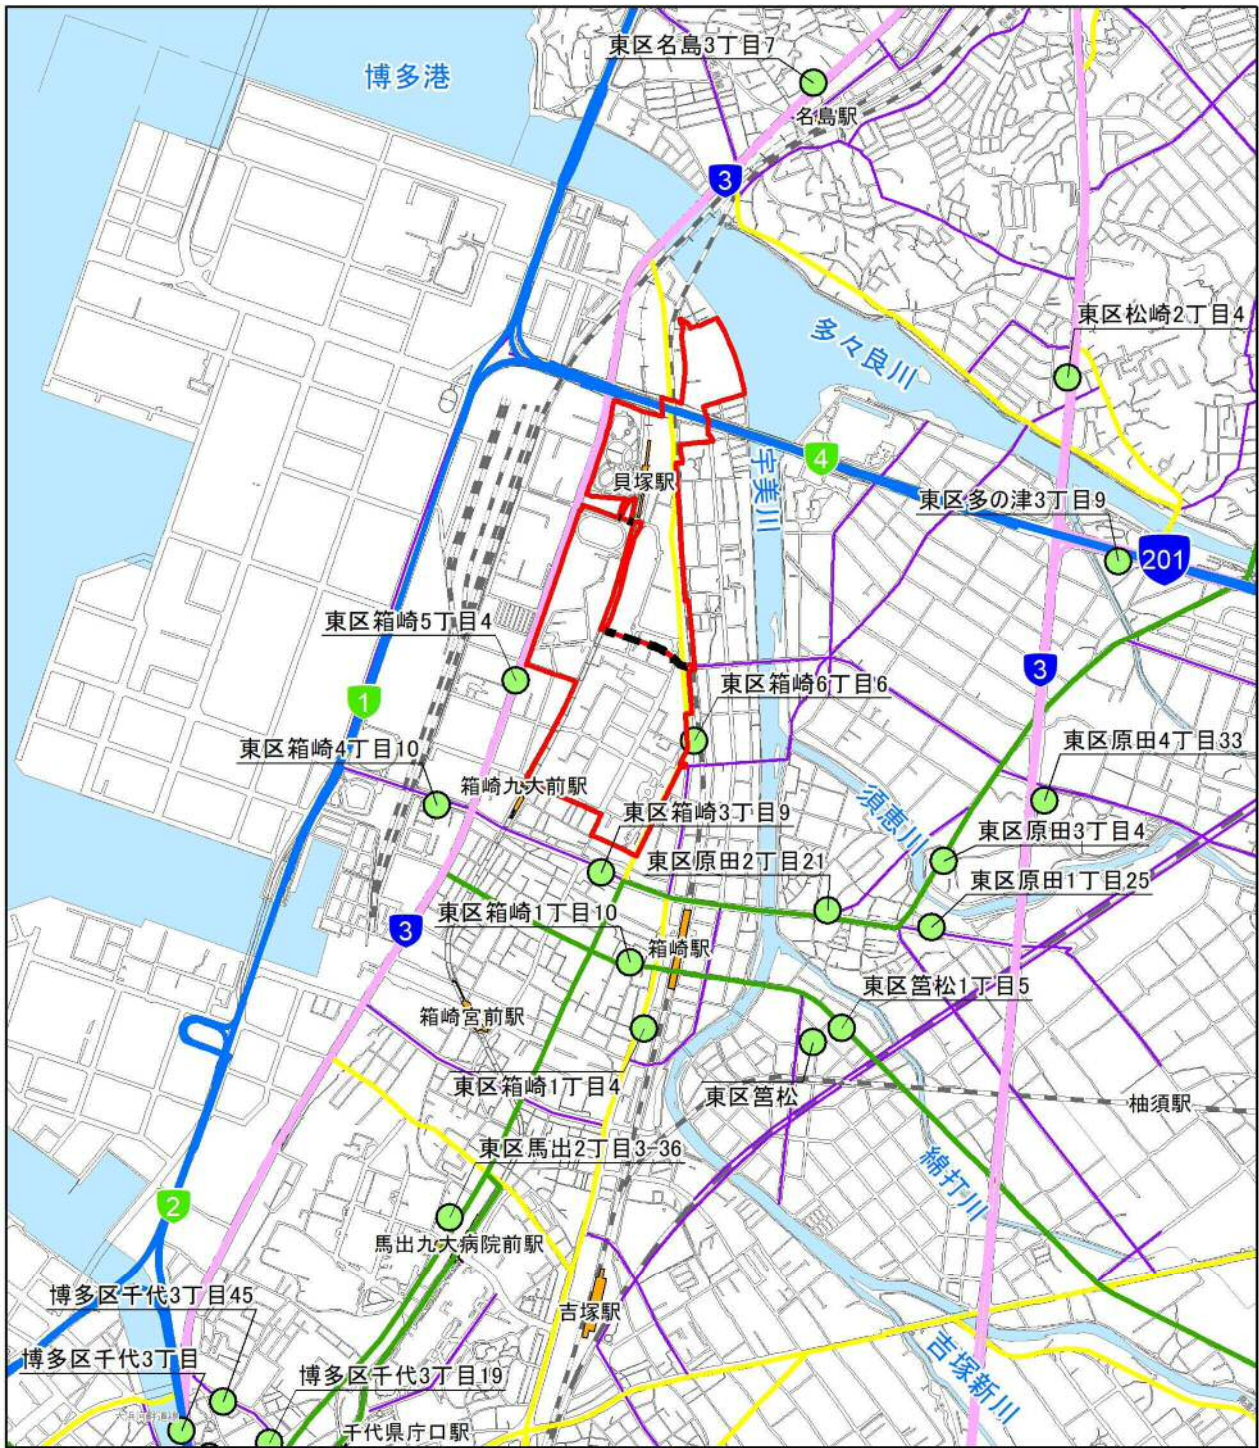 東区名島3丁目7
博多港
名島駅
3
東区松崎2丁目4
多々良川
4
宇美川
貝塚駅
東区多の津3丁目9
201
東区箱崎5丁目4
3
東区箱崎6丁目6
1
東区箱崎4丁目10
東区原田4丁目33
箱崎九大前駅
東区箱崎3丁目9
須恵川
東区原田3丁目4
東区原田2丁目21
東区原田1丁目25
東区箱崎1丁目10
3
箱崎駅
東区筥松1丁目5
箱崎宮前駅
東区箱崎1丁目4
東区筥松
柚須駅
東区馬出2丁目3-36
綿打川
2
馬出九大病院前駅
博多区千代3丁目45
吉塚駅
博多区千代3丁目
博多区千代3丁目19
吉塚新川
千代県庁口駅